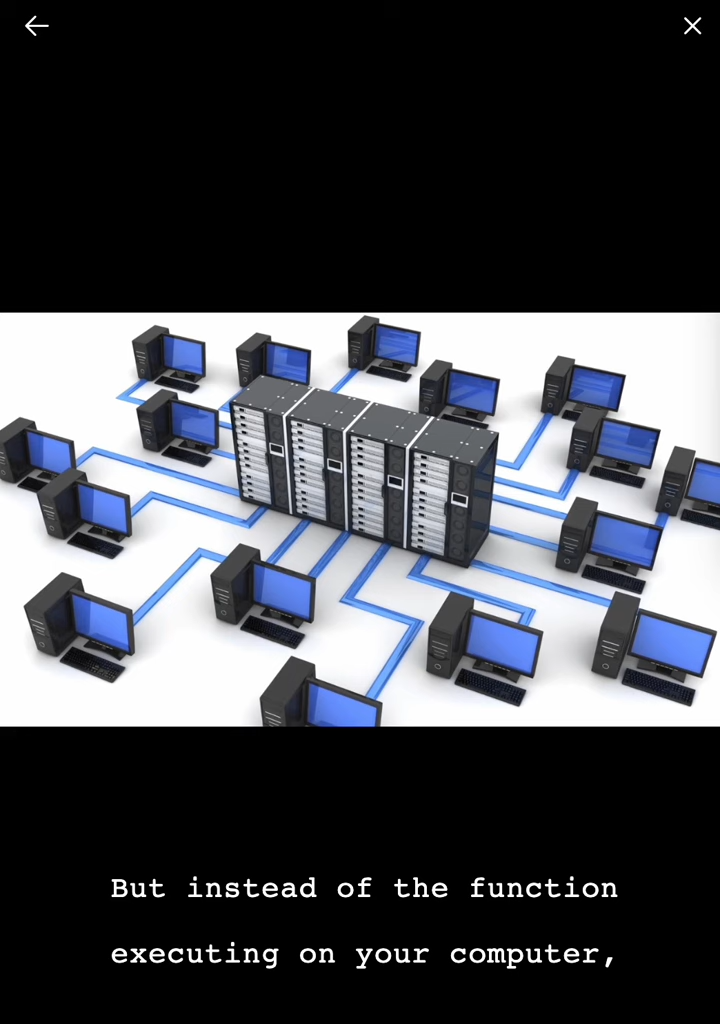 But instead of the function
executing on your computer,